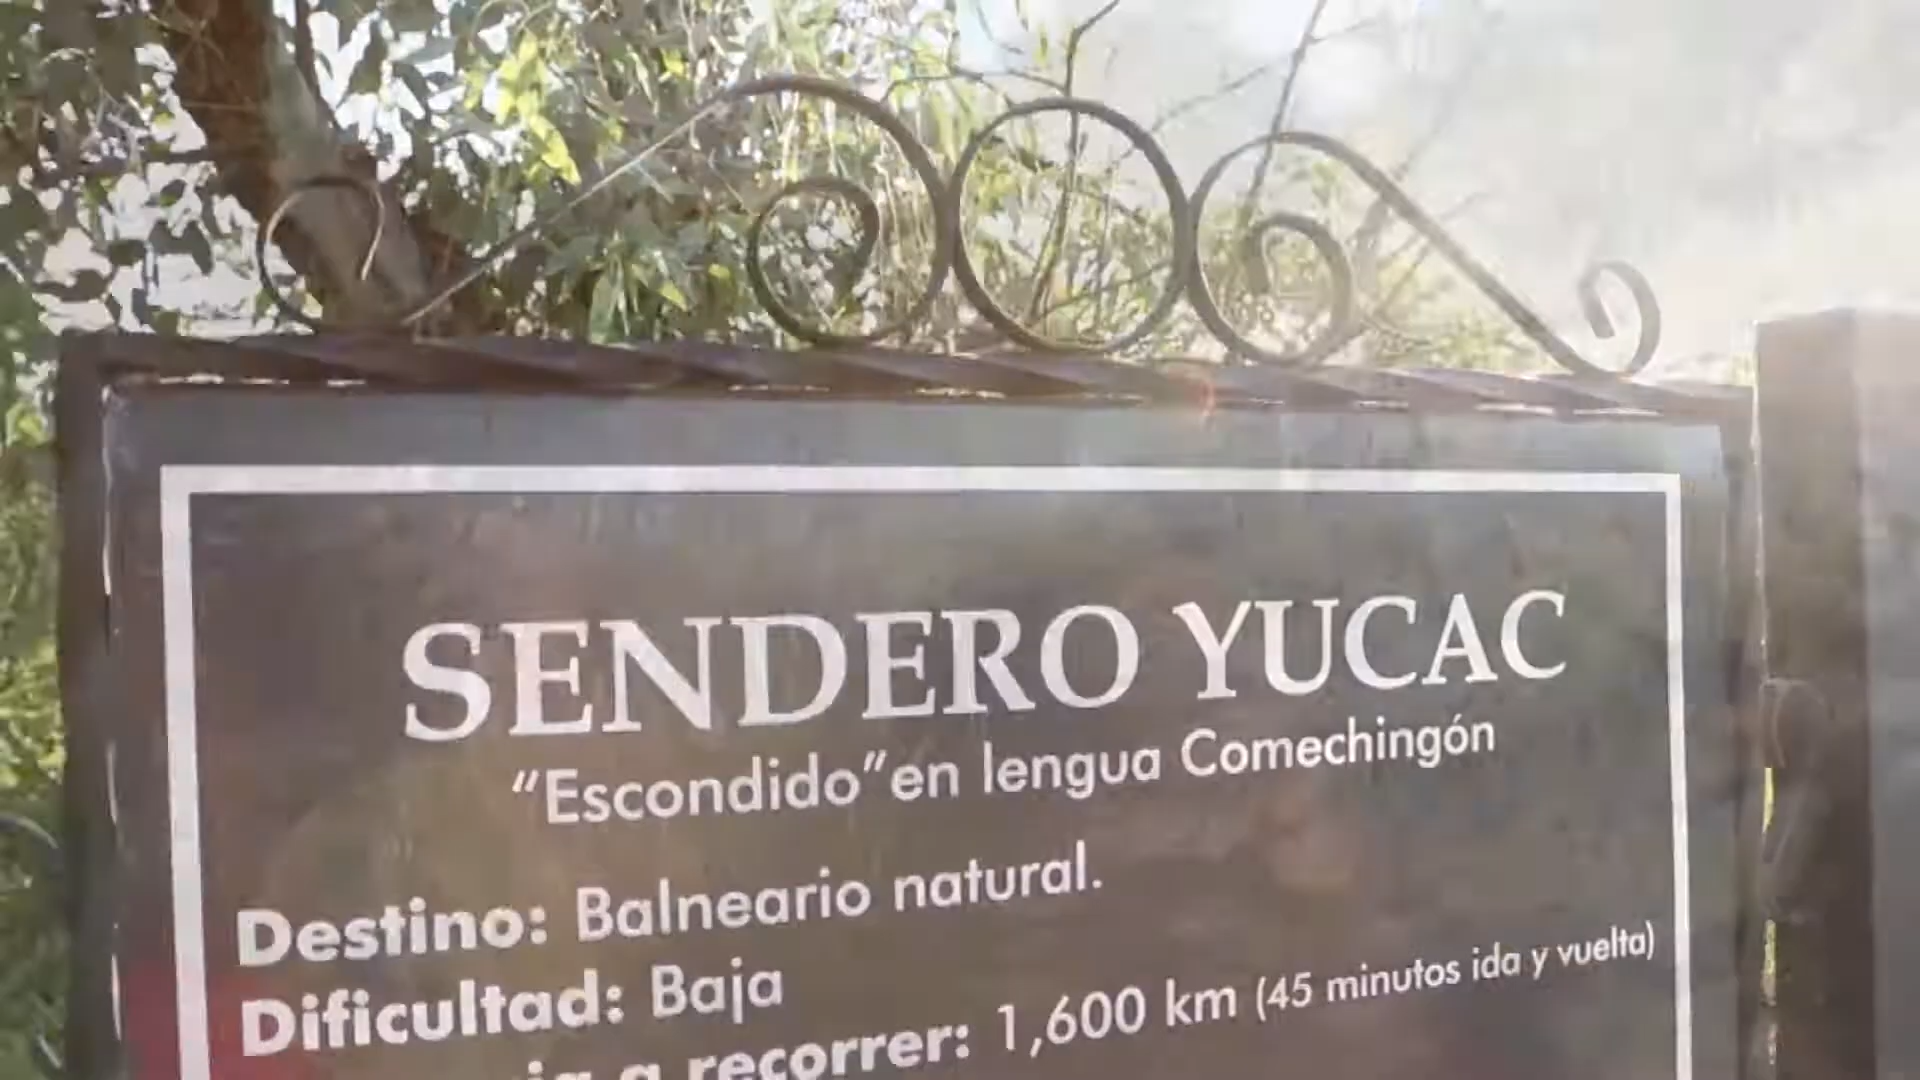 SENDERO YUCAC
“Escondido” en lengua Comechingón
Destino: Balneario natural.
Dificultad: Baja
a recorrer: 1,600 km (45 minutos ida y vuelta)